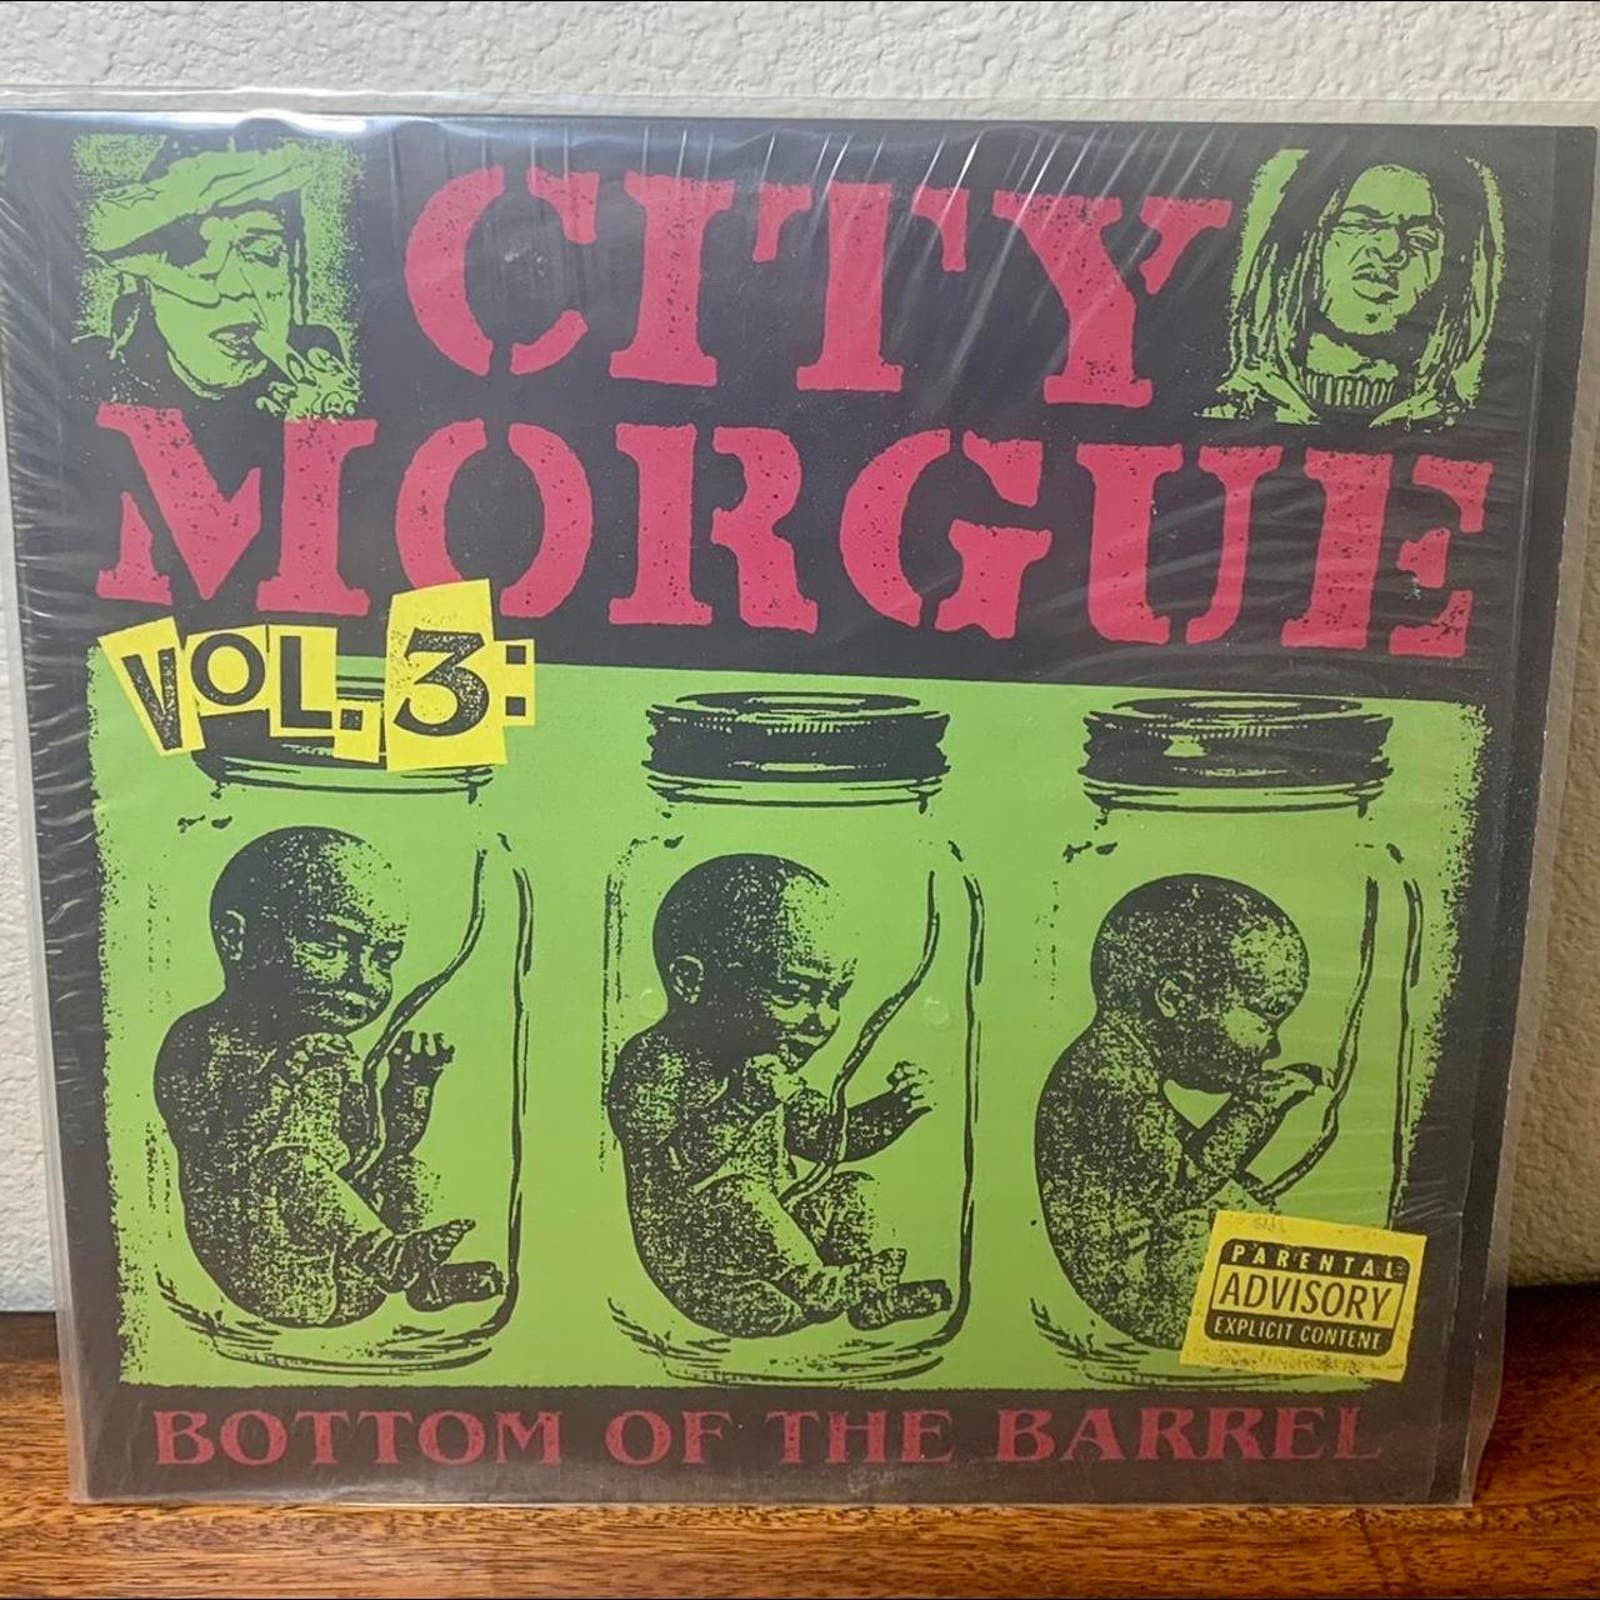 CITY
MORGUE
VOL. 3:
PARENTAL
ADVISORY
EXPLICIT CONTENT
BOTTOM OF THE BARREL